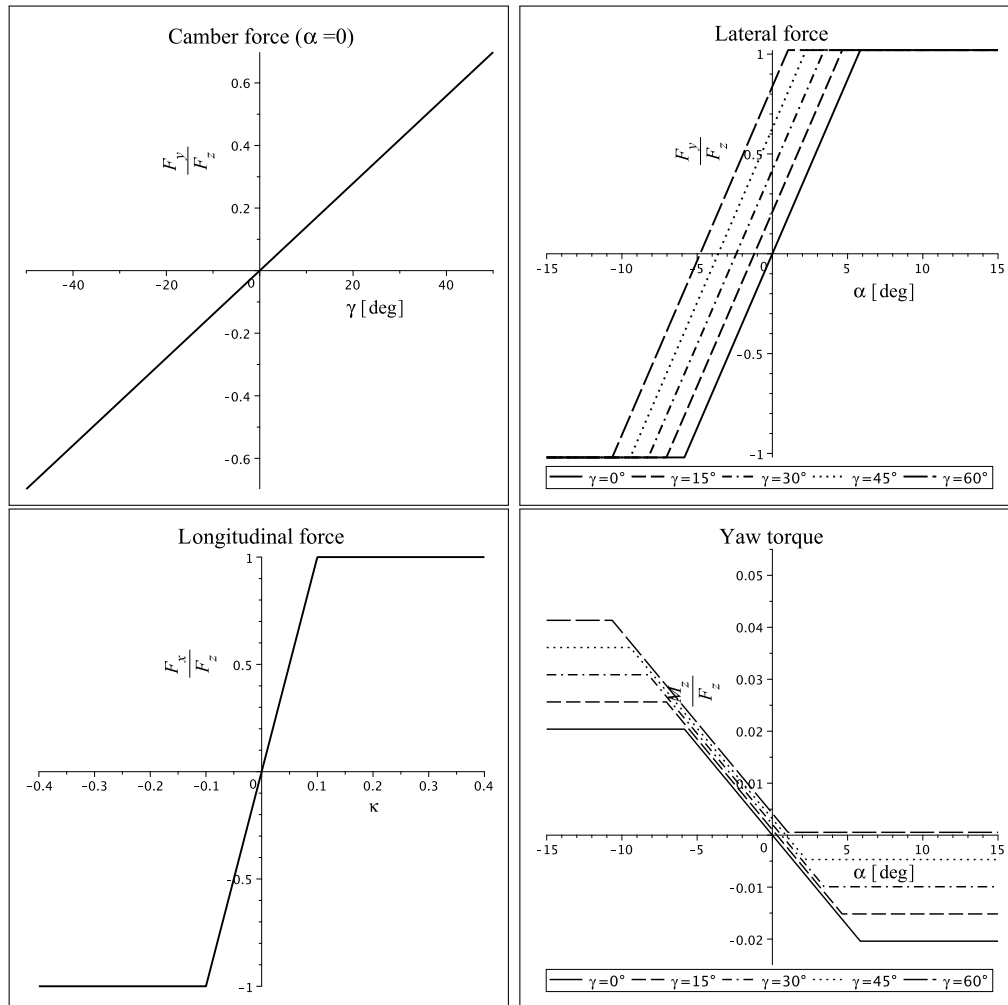 Camber force (α =0)
F_y
F_z
0.6
0.4
0.2
-40 -20 0 20 40
γ [deg]
-0.2
-0.4
-0.6
Lateral force
1
F_y
F_z
0.5
-15 -10 -5 0 5 10 15
α [deg]
-0.5
-1
γ=0° γ=15° γ=30° γ=45° γ=60°
Longitudinal force
1
F_x
F_z
0.5
-0.4 -0.3 -0.2 -0.1 0 0.1 0.2 0.3 0.4
κ
-0.5
-1
Yaw torque
0.05
0.04
0.03
M_z
F_z
0.02
0.01
-15 -10 -5 0 5 10 15
α [deg]
-0.01
-0.02
γ=0° γ=15° γ=30° γ=45° γ=60°